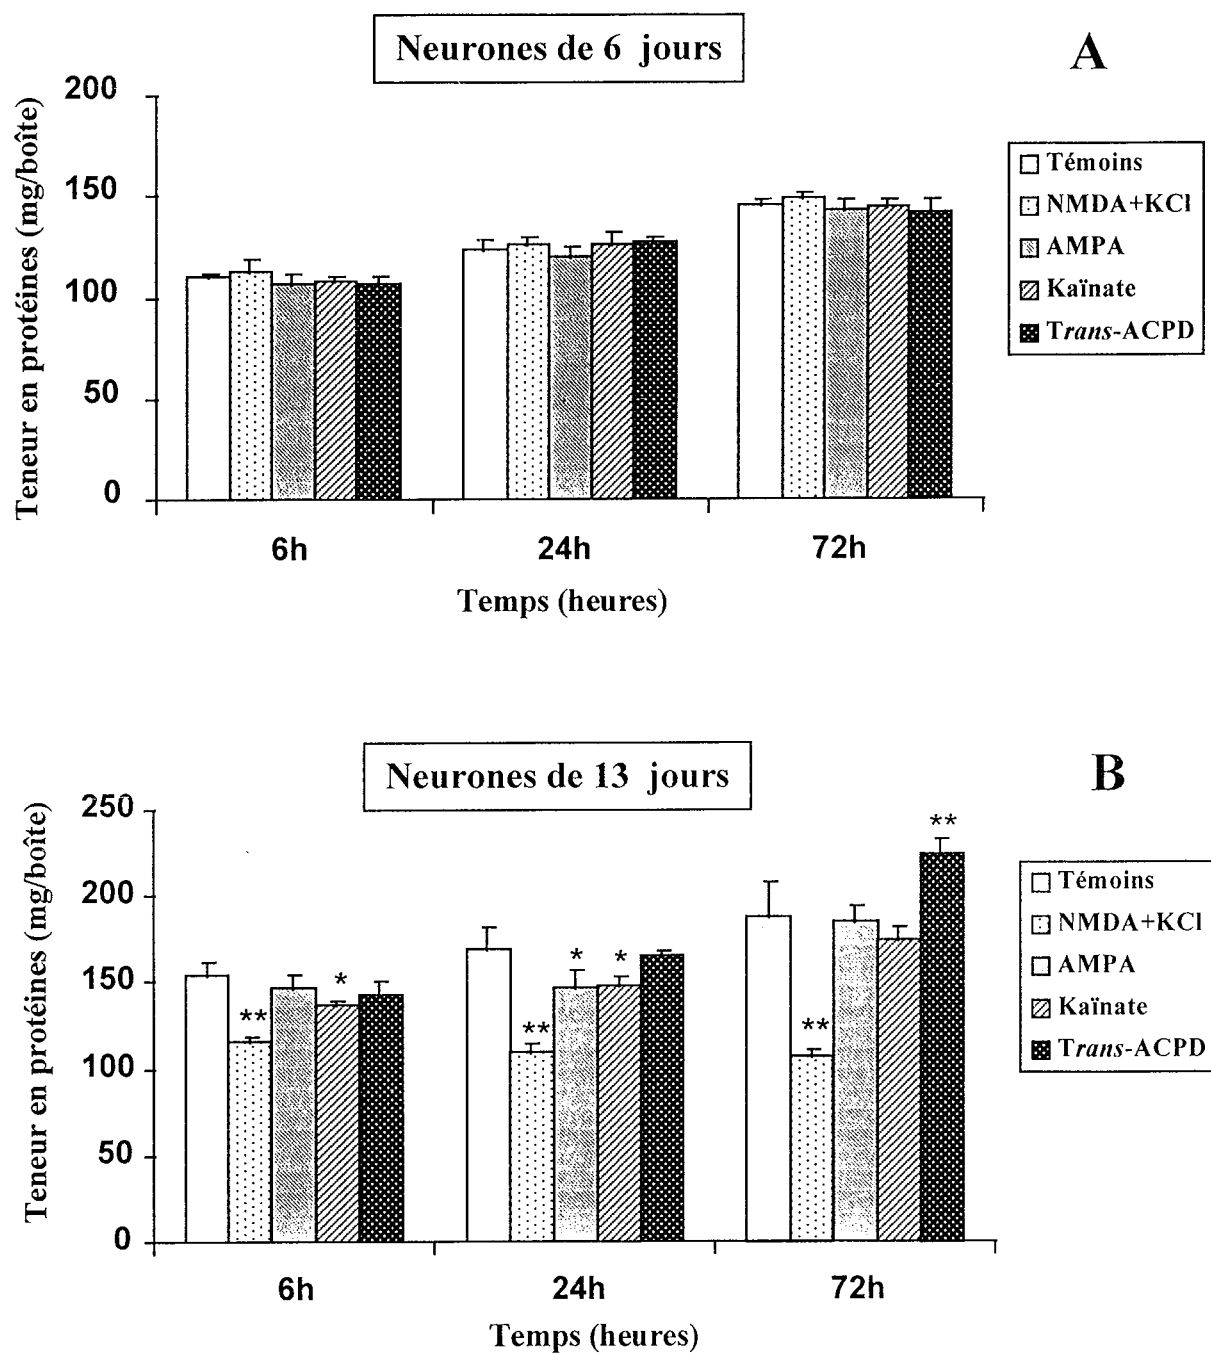 Neurones de 6 jours
A
Teneur en protéines (mg/boîte)
200
150
100
50
0
6h
24h
72h
Temps (heures)
Témoins
NMDA+KCl
AMPA
Kaïnate
Trans-ACPD
Neurones de 13 jours
B
Teneur en protéines (mg/boîte)
250
200
150
100
50
0
**
*
**
*
*
**
**
6h
24h
72h
Temps (heures)
Témoins
NMDA+KCl
AMPA
Kaïnate
Trans-ACPD